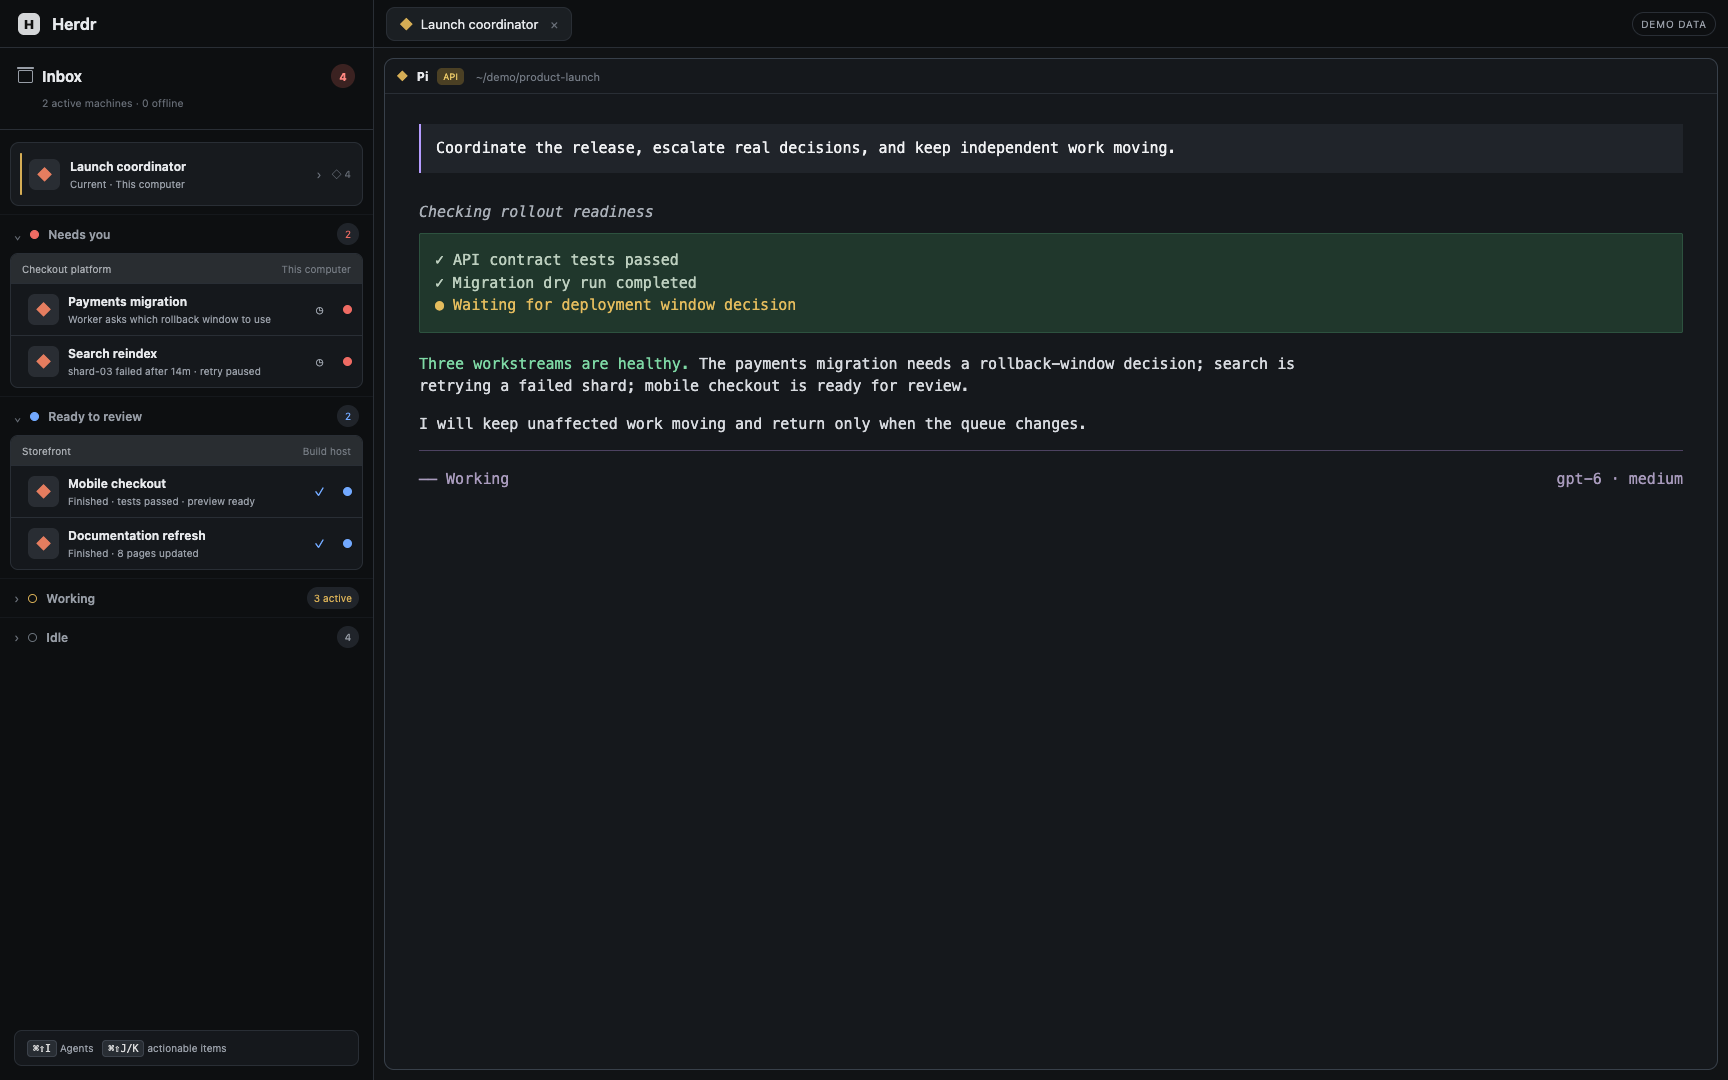 H Herdr
Inbox 4
2 active machines · 0 offline
Launch coordinator
Current · This computer
› ◇ 4
Needs you 2
Checkout platform This computer
Payments migration
Worker asks which rollback window to use
Search reindex
shard-03 failed after 14m · retry paused
Ready to review 2
Storefront Build host
Mobile checkout
Finished · tests passed · preview ready
Documentation refresh
Finished · 8 pages updated
Working 3 active
Idle 4
⌘⇧I Agents ⌘⇧J/K actionable items
Launch coordinator ×
DEMO DATA
Pi API ~/demo/product-launch
Coordinate the release, escalate real decisions, and keep independent work moving.
Checking rollout readiness
✓ API contract tests passed
✓ Migration dry run completed
● Waiting for deployment window decision
Three workstreams are healthy. The payments migration needs a rollback-window decision; search is
retrying a failed shard; mobile checkout is ready for review.
I will keep unaffected work moving and return only when the queue changes.
── Working gpt-6 · medium